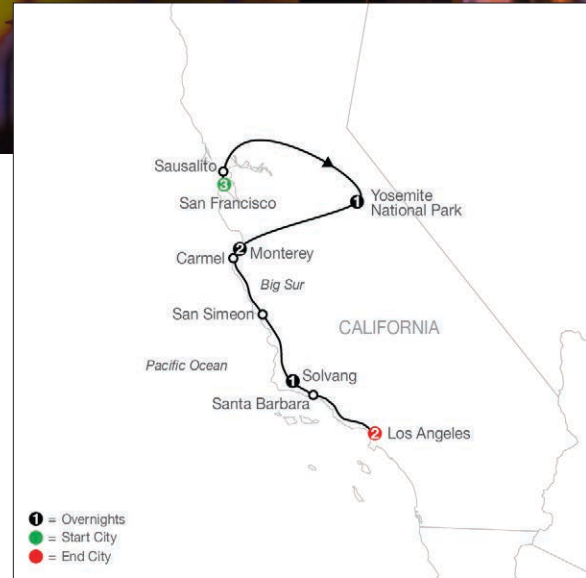 Sausalito
3
San Francisco
1
Yosemite
National Park
2
Monterey
Carmel
Big Sur
San Simeon
CALIFORNIA
Pacific Ocean
1
Solvang
Santa Barbara
2
Los Angeles
1 = Overnights
= Start City
= End City